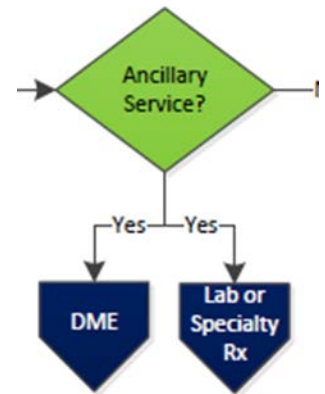 Ancillary
Service?
Yes
Yes
DME
Lab or
Specialty
Rx